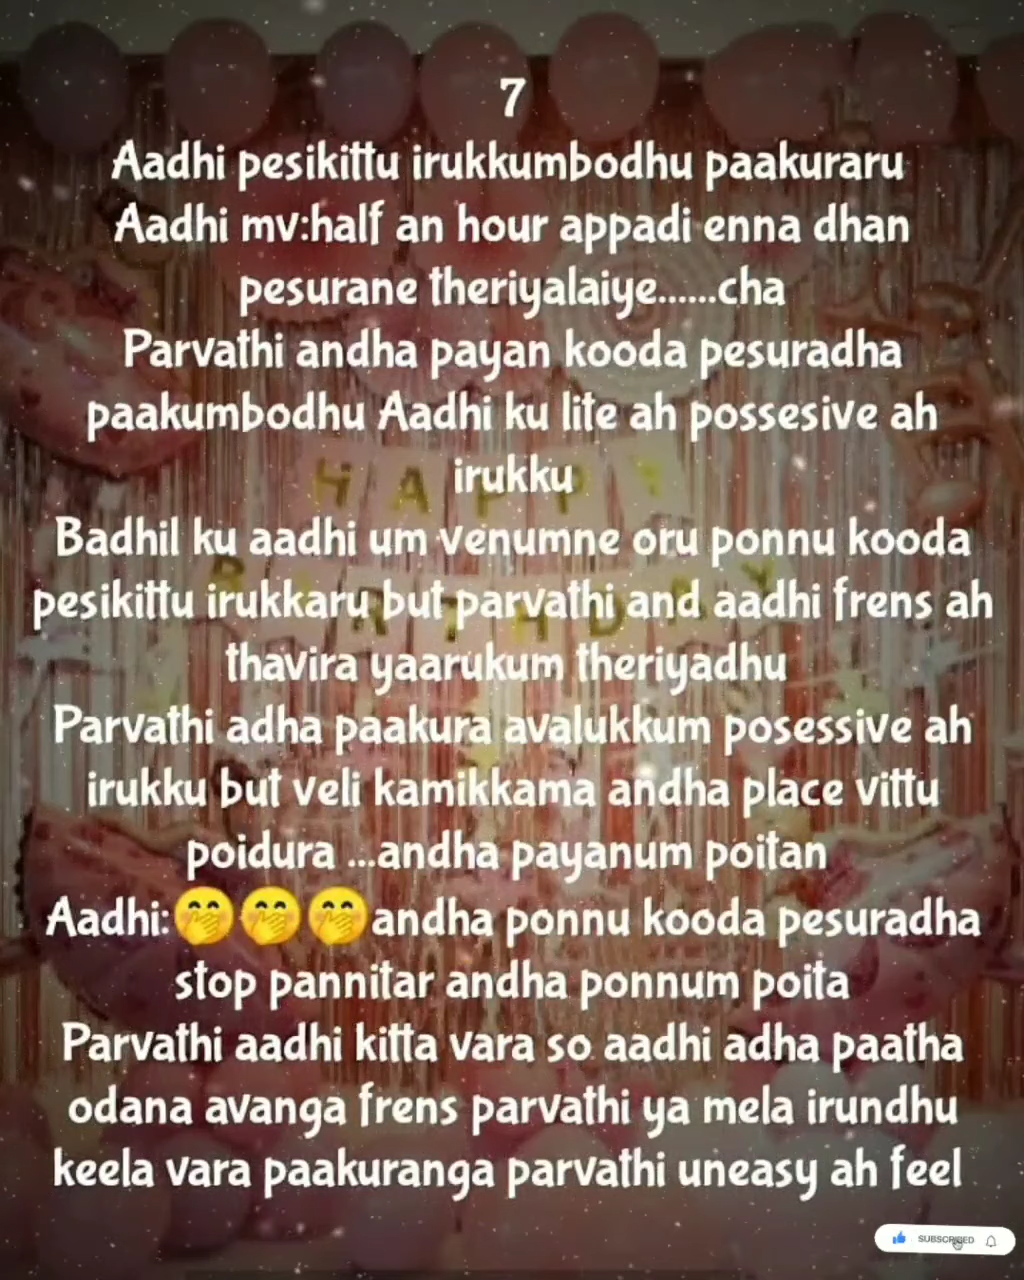 7
Aadhi pesikittu irukkumbodhu paakuraru
Aadhi mv:half an hour appadi enna dhan
pesurane theriyalaiye......cha
Parvathi andha payan kooda pesuradha
paakumbodhu Aadhi ku lite ah possesive ah
irukku
HAPPY
Badhil ku aadhi um venumne oru ponnu kooda
BIRTHDAY
pesikittu irukkaru but parvathi and aadhi frens ah
thavira yaarukum theriyadhu
Parvathi adha paakura avalukkum posessive ah
irukku but veli kamikkama andha place vittu
poidura ...andha payanum poitan
Aadhi:🤭🤭🤭andha ponnu kooda pesuradha
stop pannitar andha ponnum poita
Parvathi aadhi kitta vara so aadhi adha paatha
odana avanga frens parvathi ya mela irundhu
keela vara paakuranga parvathi uneasy ah feel
SUBSCRIBED